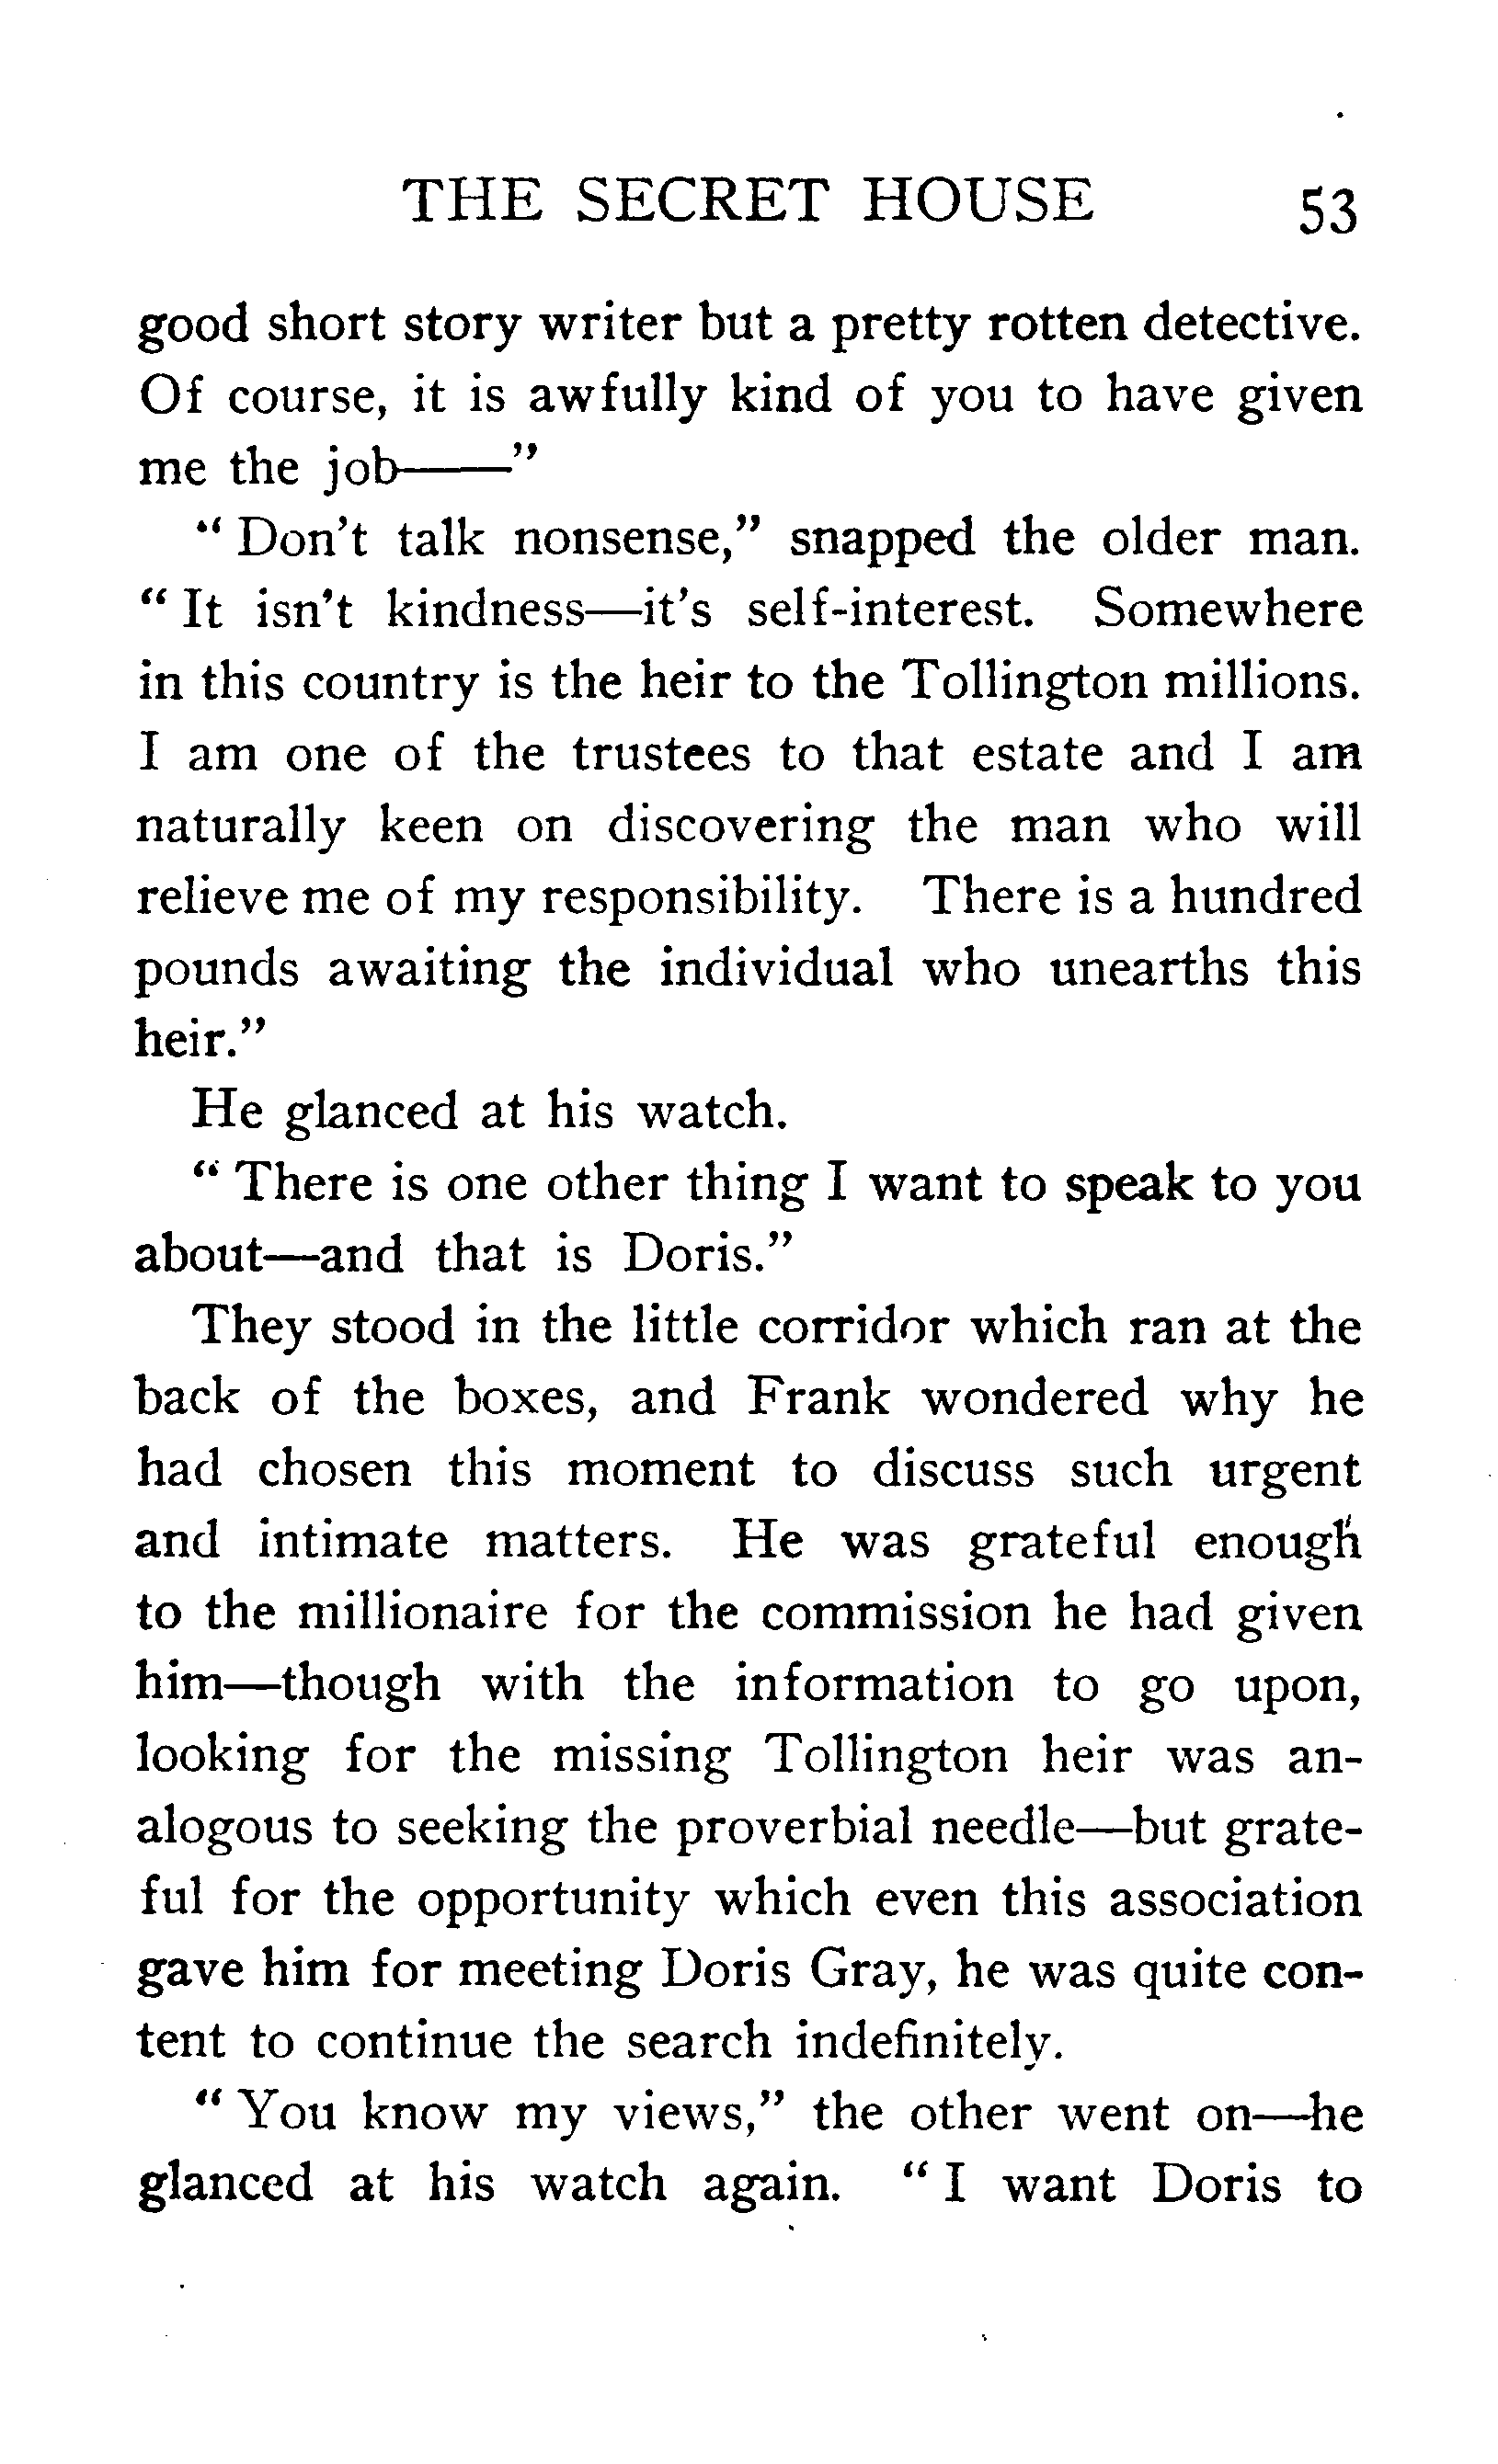 THE SECRET HOUSE 53
good short story writer but a pretty rotten detective.
Of course, it is awfully kind of you to have given
me the job——"
" Don't talk nonsense," snapped the older man.
" It isn't kindness—it's self-interest. Somewhere
in this country is the heir to the Tollington millions.
I am one of the trustees to that estate and I am
naturally keen on discovering the man who will
relieve me of my responsibility. There is a hundred
pounds awaiting the individual who unearths this
heir."
He glanced at his watch.
" There is one other thing I want to speak to you
about—and that is Doris."
They stood in the little corridor which ran at the
back of the boxes, and Frank wondered why he
had chosen this moment to discuss such urgent
and intimate matters. He was grateful enough
to the millionaire for the commission he had given
him—though with the information to go upon,
looking for the missing Tollington heir was an-
alogous to seeking the proverbial needle—but grate-
ful for the opportunity which even this association
gave him for meeting Doris Gray, he was quite con-
tent to continue the search indefinitely.
" You know my views," the other went on—he
glanced at his watch again. " I want Doris to